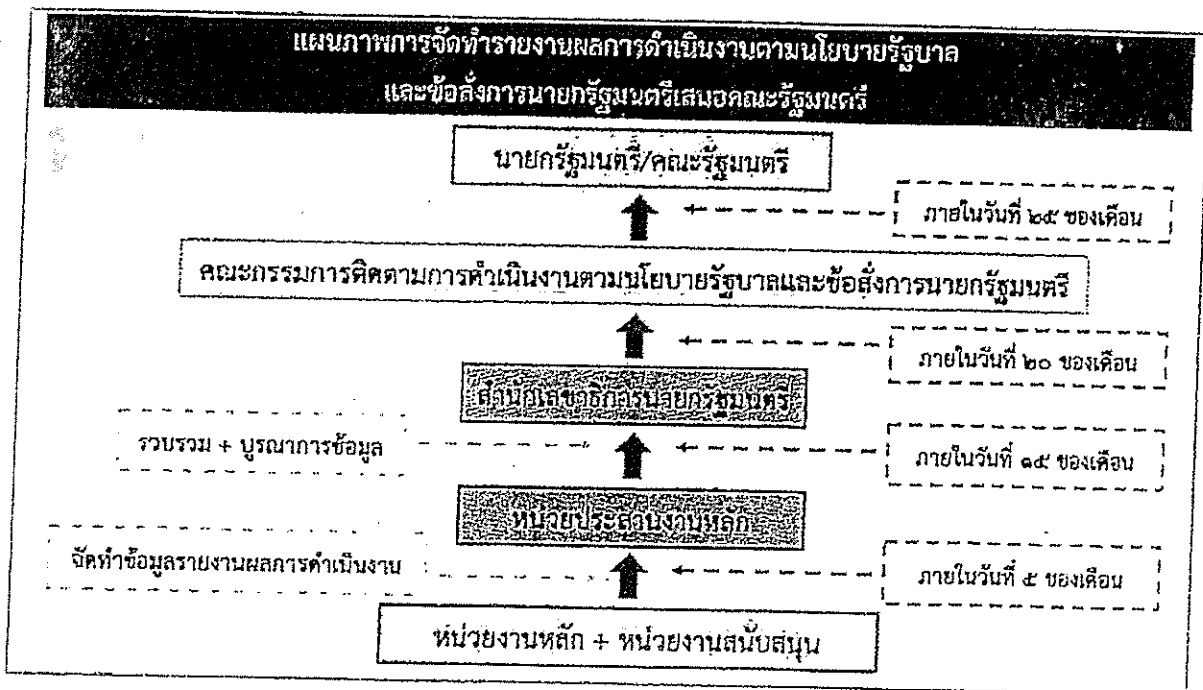 แผนภาพการจัดทำรายงานผลการดำเนินงานตามนโยบายรัฐบาล
และข้อสั่งการนายกรัฐมนตรีเสนอคณะรัฐมนตรี
นายกรัฐมนตรี/คณะรัฐมนตรี
ภายในวันที่ ๒๕ ของเดือน
คณะกรรมการติดตามการดำเนินงานตามนโยบายรัฐบาลและข้อสั่งการนายกรัฐมนตรี
ภายในวันที่ ๒๐ ของเดือน
สำนักเลขาธิการนายกรัฐมนตรี
รวบรวม + บูรณาการข้อมูล
ภายในวันที่ ๑๕ ของเดือน
หน่วยประสานงานหลัก
จัดทำข้อมูลรายงานผลการดำเนินงาน
ภายในวันที่ ๕ ของเดือน
หน่วยงานหลัก + หน่วยงานสนับสนุน